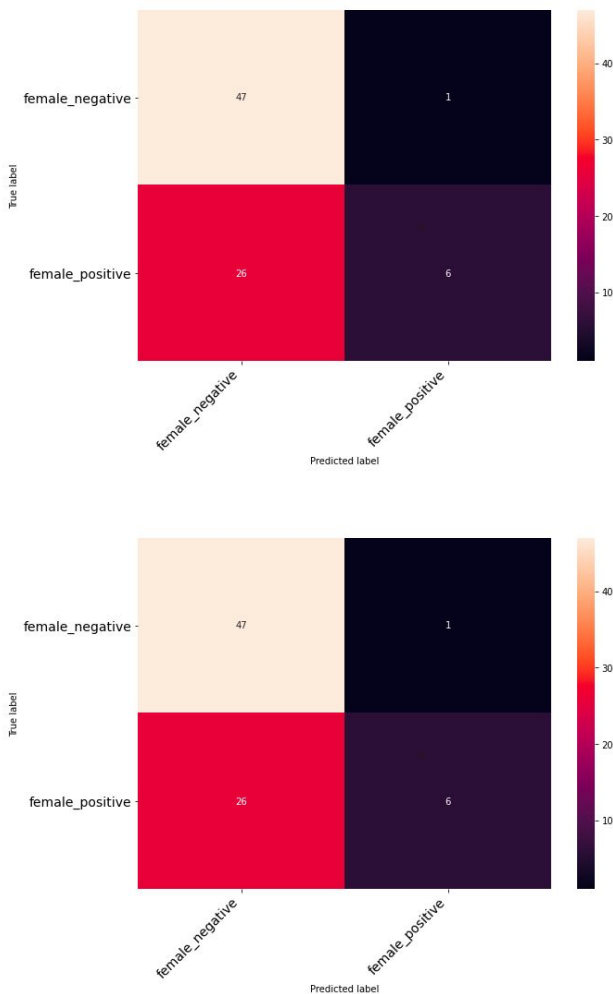 40
female_negative
47
1
30
True label
20
female_positive
26
6
10
female_negative
female_positive
Predicted label
40
female_negative
47
1
30
True label
20
female_positive
26
6
10
female_negative
female_positive
Predicted label